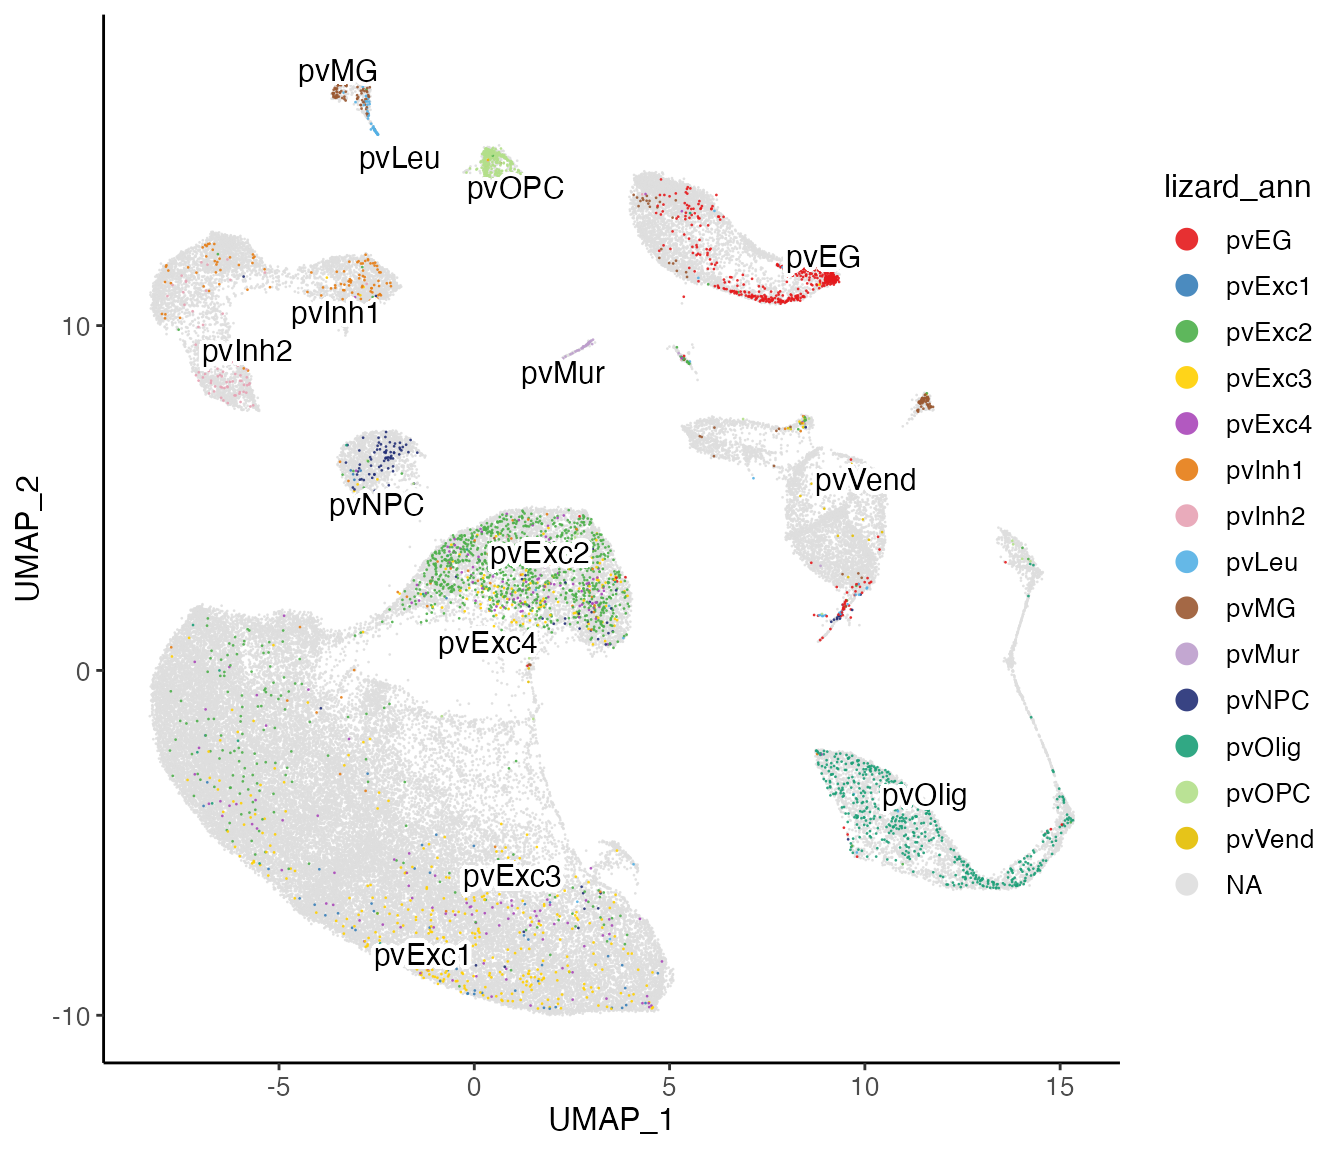 pvMG
pvLeu
pvOPC
pvEG
pvInh1
pvInh2
pvMur
pvVend
pvNPC
pvExc2
pvExc4
pvOlig
pvExc3
pvExc1
10
0
-10
UMAP_2
-5
0
5
10
15
UMAP_1
lizard_ann
pvEG
pvExc1
pvExc2
pvExc3
pvExc4
pvInh1
pvInh2
pvLeu
pvMG
pvMur
pvNPC
pvOlig
pvOPC
pvVend
NA